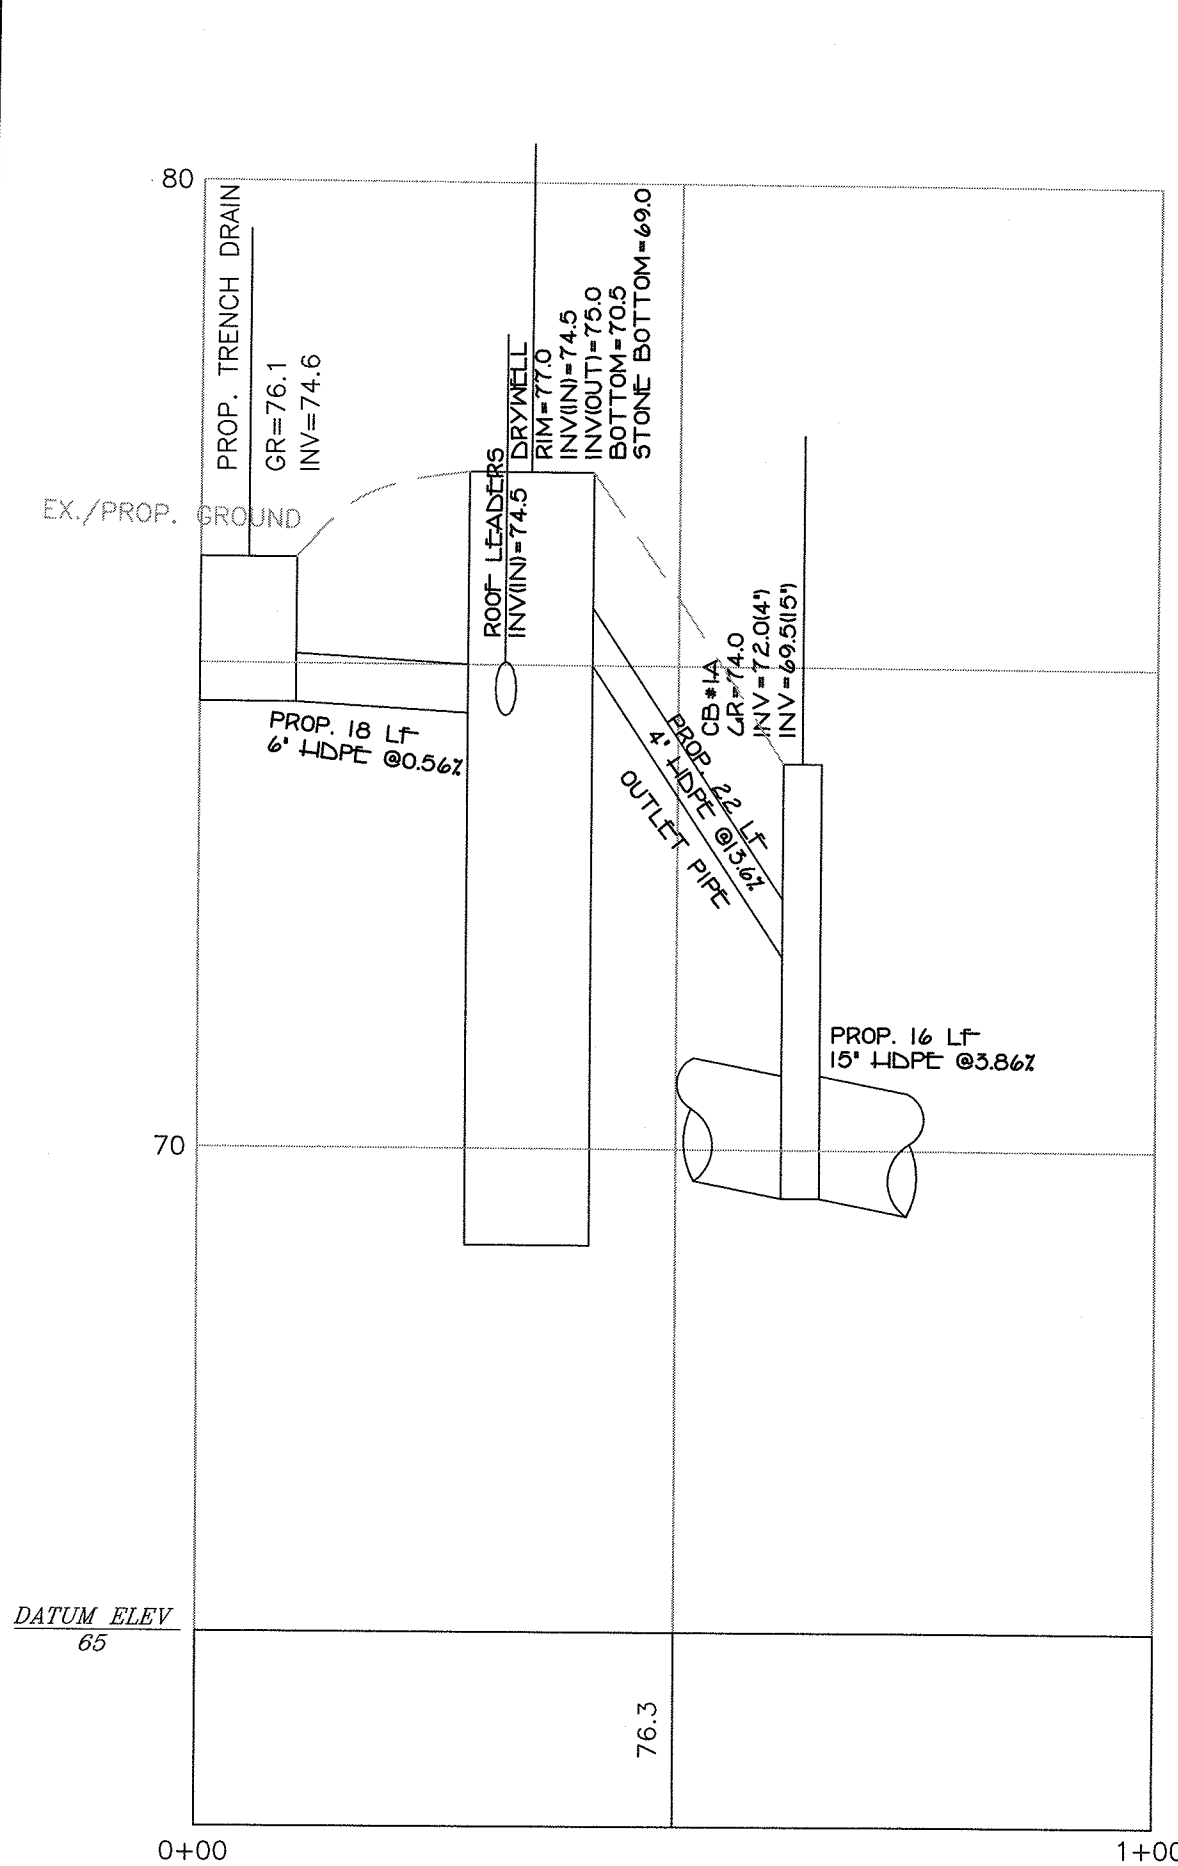 80
PROP. TRENCH DRAIN
GR=76.1
INV=74.6
DRYWELL
RIM=77.0
INV(IN)=74.5
INV(OUT)=75.0
BOTTOM=70.5
STONE BOTTOM=69.0
EX./PROP. GROUND
ROOF LEADERS
INV(IN)=74.5
CB#1A
GR=74.0
INV=72.0(4")
INV=69.5(15")
PROP. 18 LF
6" HDPE @0.56%
PROP. 22 LF
4" HDPE @13.6%
OUTLET PIPE
PROP. 16 LF
15" HDPE @3.86%
70
DATUM ELEV
65
76.3
0+00
1+00